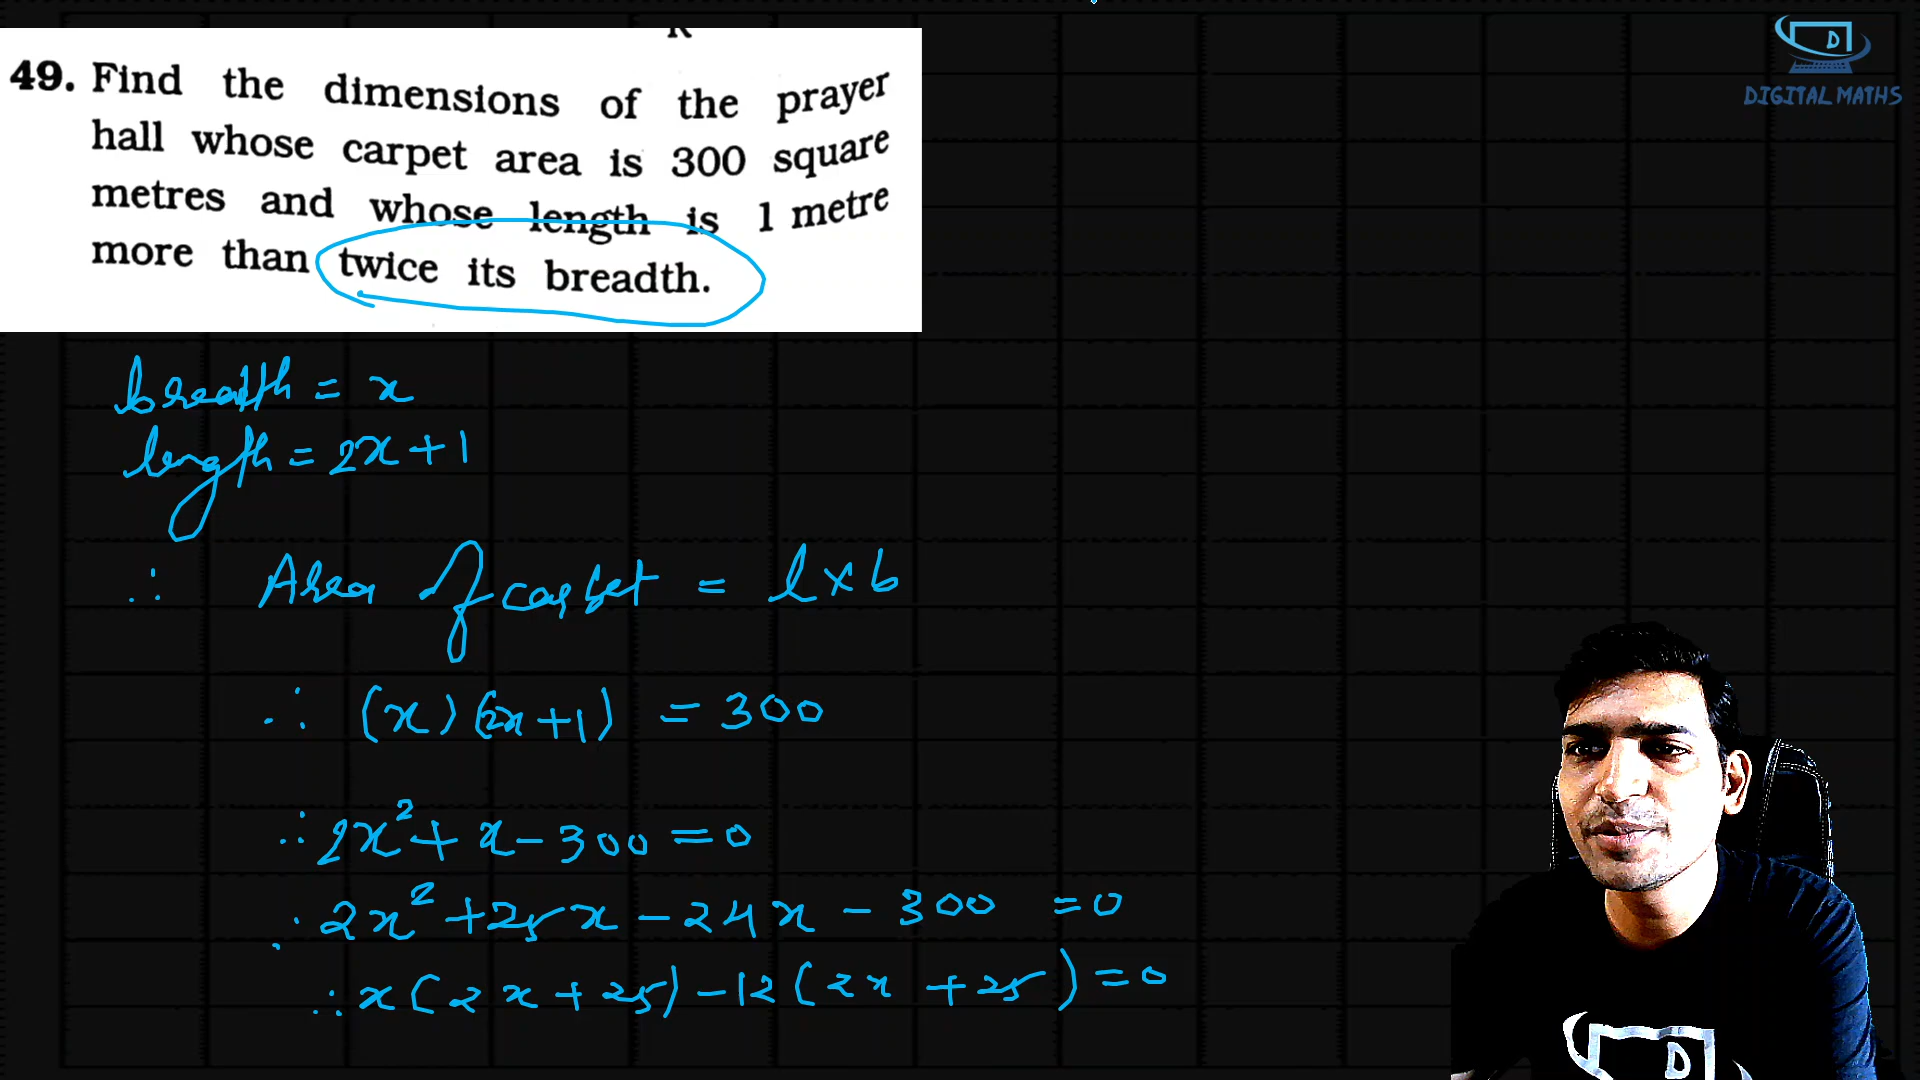 49. Find the dimensions of the prayer
hall whose carpet area is 300 square
metres and whose length is 1 metre
more than twice its breadth.
D
DIGITAL MATHS
breadth = x
length = 2x + 1
∴ Area of carpet = l × b
∴ (x) (2x + 1) = 300
∴ 2x² + x - 300 = 0
∴ 2x² + 25x - 24x - 300 = 0
∴ x(2x + 25) - 12(2x + 25) = 0
D